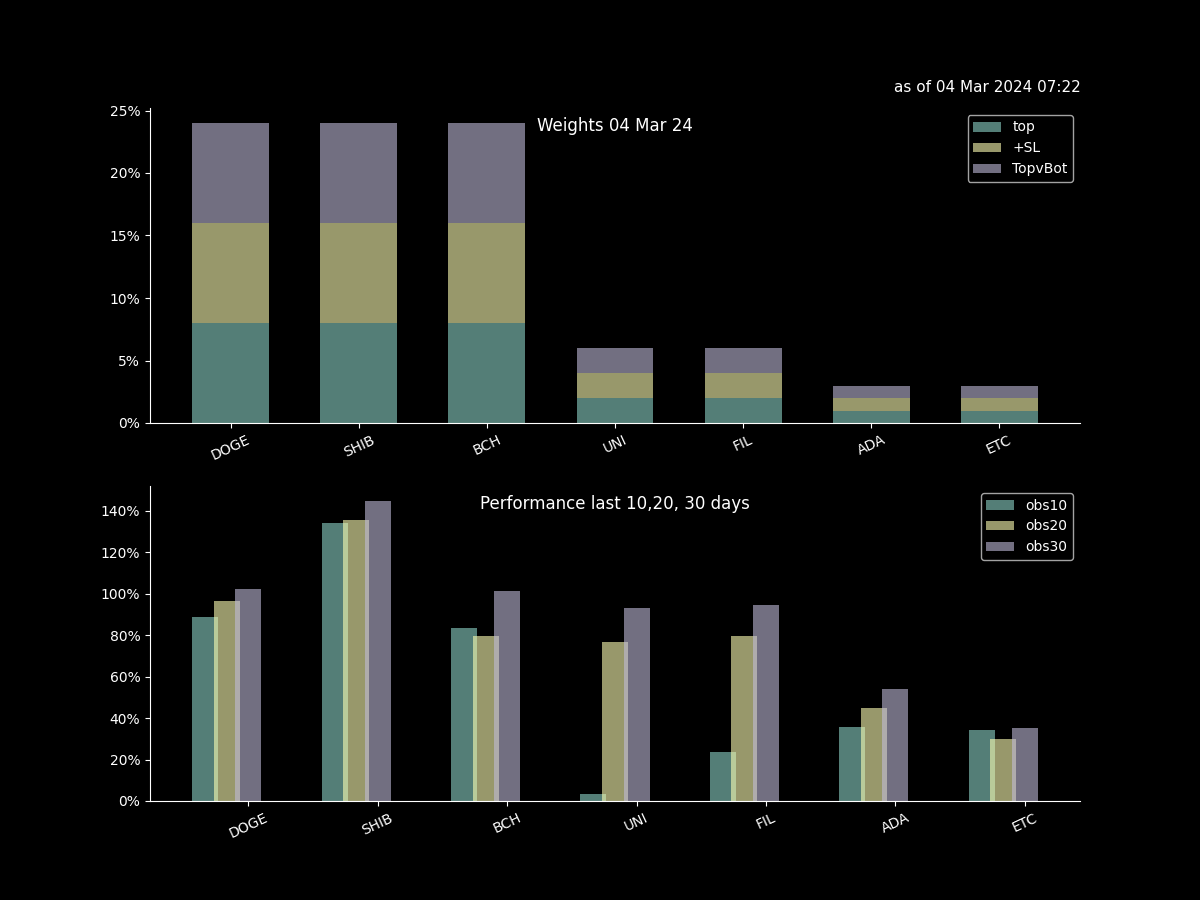 as of 04 Mar 2024 07:22
Weights 04 Mar 24
top
+SL
TopvBot
25%
20%
15%
10%
5%
0%
DOGE SHIB BCH UNI FIL ADA ETC
Performance last 10,20, 30 days
obs10
obs20
obs30
140%
120%
100%
80%
60%
40%
20%
0%
DOGE SHIB BCH UNI FIL ADA ETC